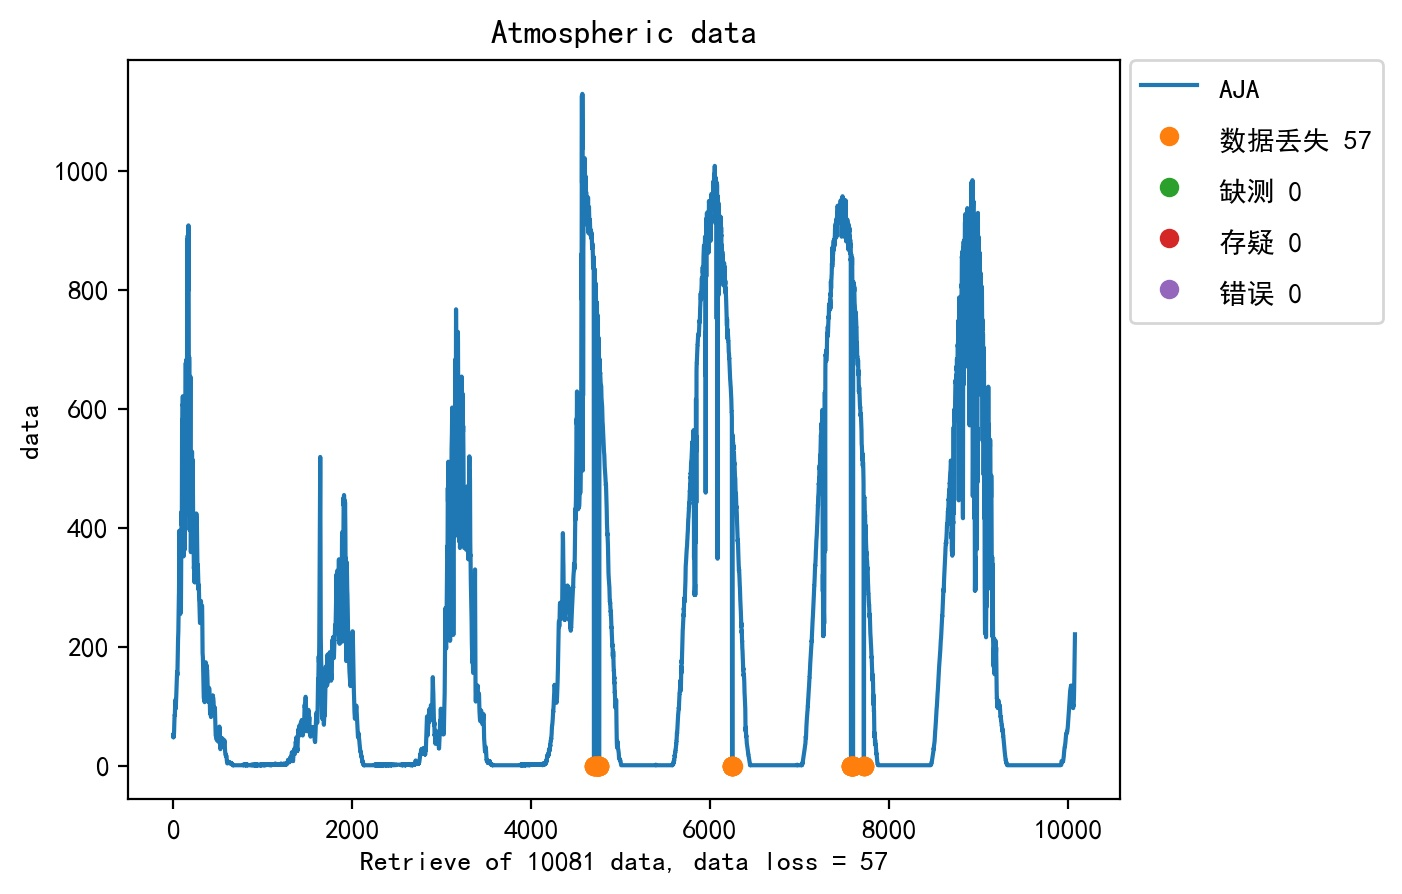 Atmospheric data
AJA
数据丢失 57
缺测 0
存疑 0
错误 0
1000
800
600
400
200
0
data
0 2000 4000 6000 8000 10000
Retrieve of 10081 data, data loss = 57